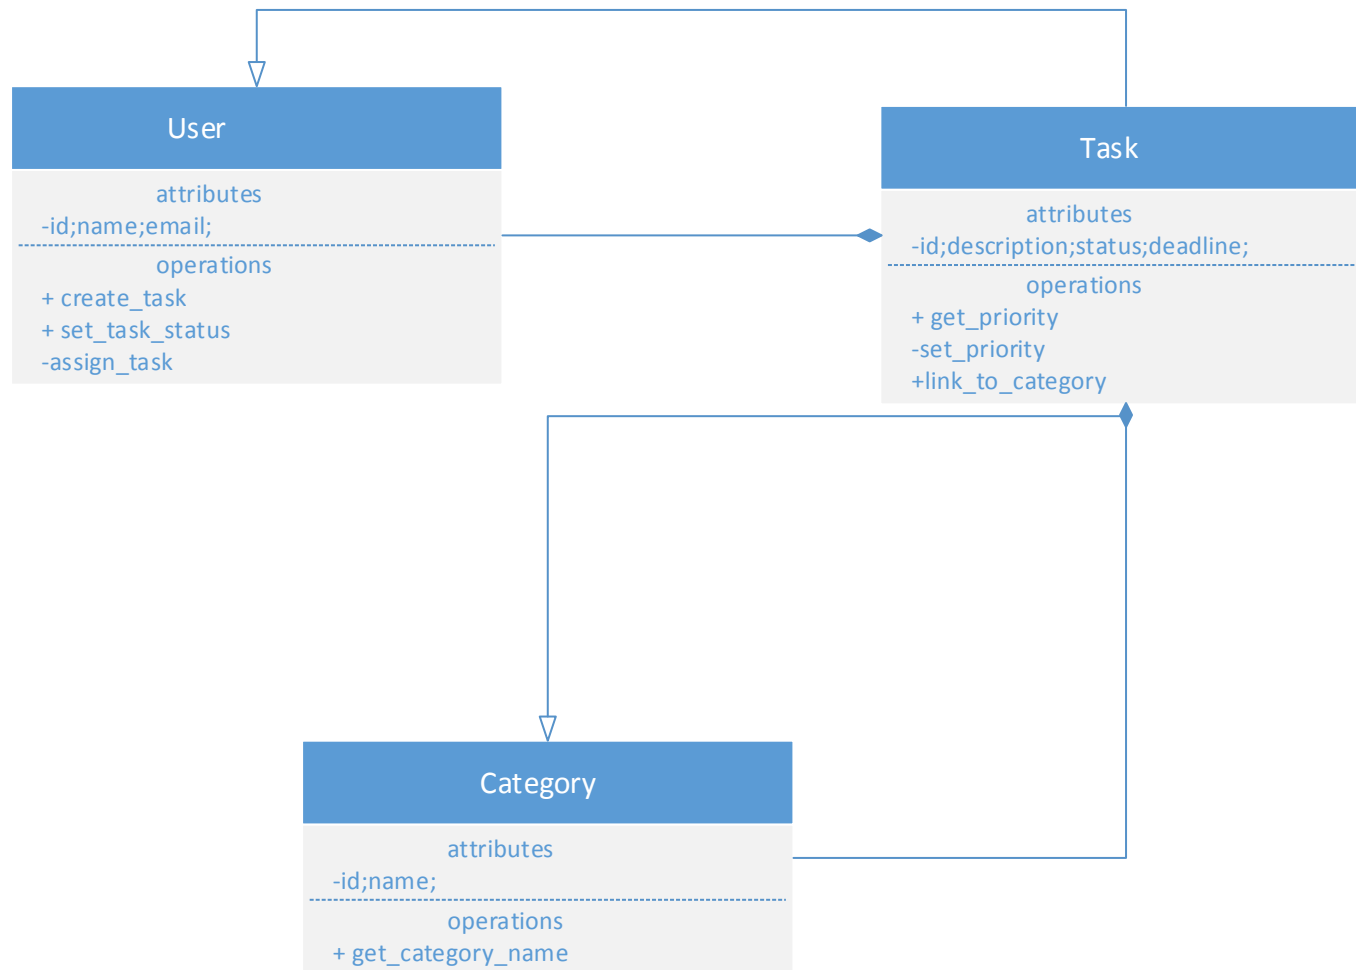 User
attributes
-id;name;email;
operations
+ create_task
+ set_task_status
-assign_task
Task
attributes
-id;description;status;deadline;
operations
+ get_priority
-set_priority
+link_to_category
Category
attributes
-id;name;
operations
+ get_category_name